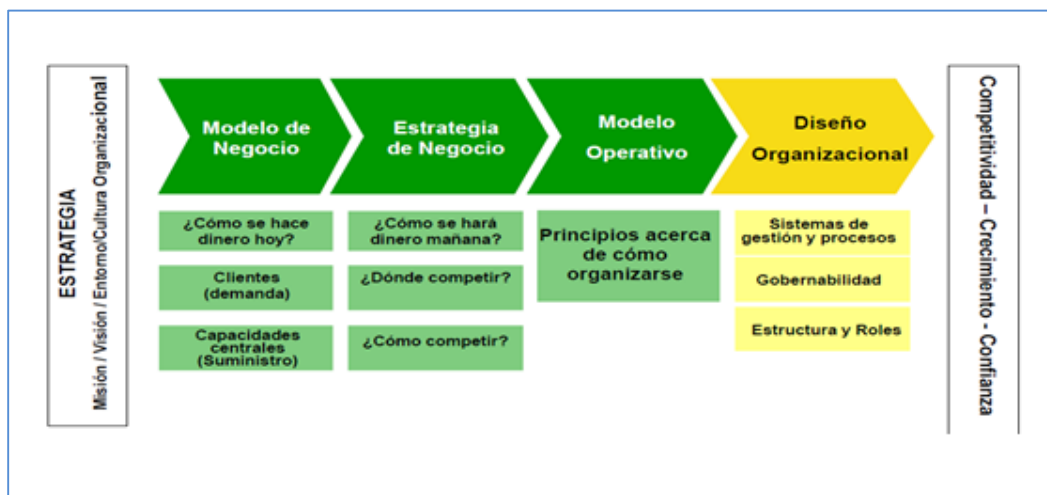 ESTRATEGIA
Misión / Visión / Entorno/Cultura Organizacional
Modelo de
Negocio
¿Cómo se hace
dinero hoy?
Clientes
(demanda)
Capacidades
centrales
(Suministro)
Estrategia
de Negocio
¿Cómo se hará
dinero mañana?
¿Dónde competir?
¿Cómo competir?
Modelo
Operativo
Principios acerca
de cómo
organizarse
Diseño
Organizacional
Sistemas de
gestión y procesos
Gobernabilidad
Estructura y Roles
Competitividad – Crecimiento - Confianza